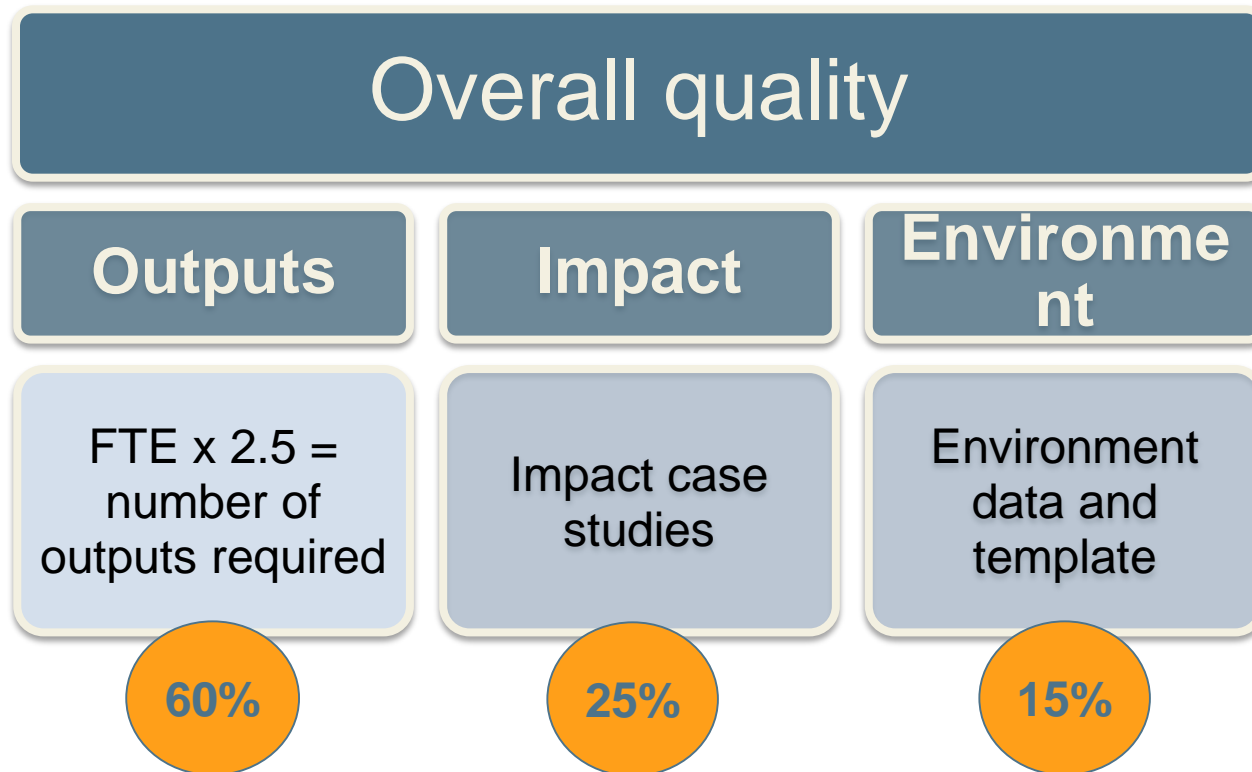 Overall quality
Outputs
Impact
Environme
nt
FTE x 2.5 =
number of
outputs required
Impact case
studies
Environment
data and
template
60%
25%
15%